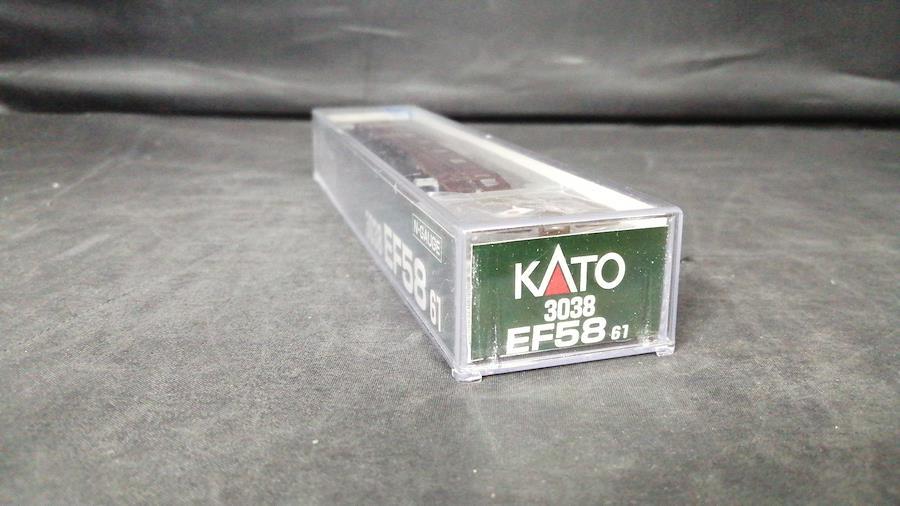 N-GAUGE
3038 EF58 61
KATO
3038
EF58 61